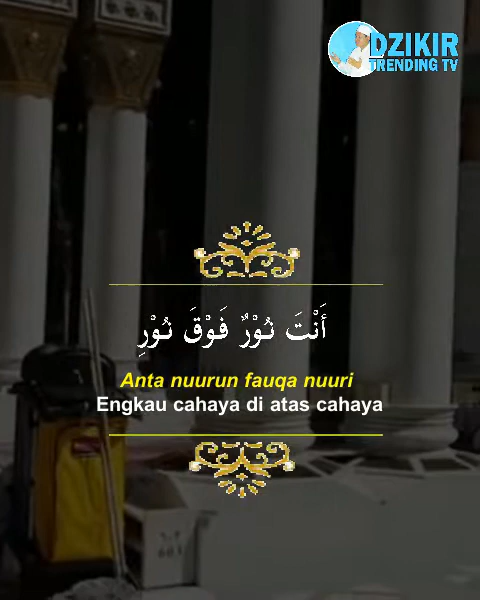 DZIKIR
TRENDING TV
أَنْتَ نُوْرٌ فَوْقَ نُوْرِ
Anta nuurun fauqa nuuri
Engkau cahaya di atas cahaya